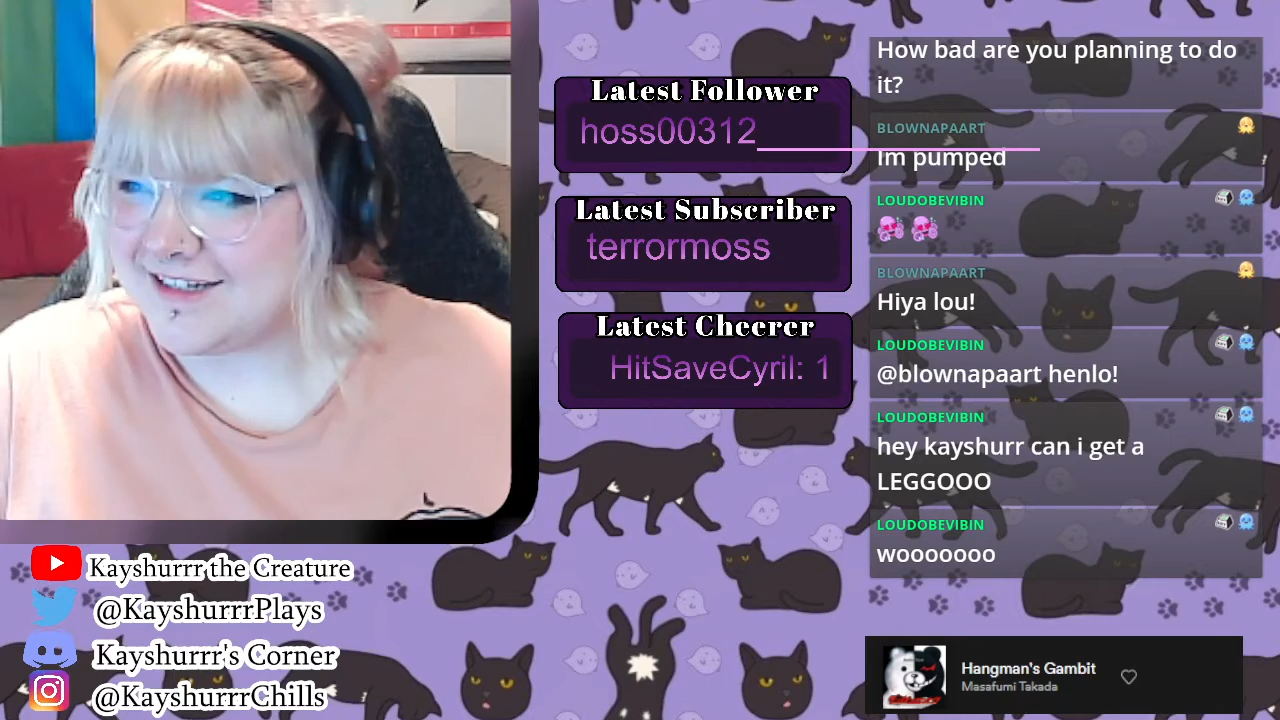 Latest Follower
hoss00312
Latest Subscriber
terrormoss
Latest Cheerer
HitSaveCyril: 1
How bad are you planning to do
it?
BLOWNAPAART
Im pumped
LOUDOBEVIBIN
BLOWNAPAART
Hiya lou!
LOUDOBEVIBIN
@blownapaart henlo!
LOUDOBEVIBIN
hey kayshurr can i get a
LEGGOOO
LOUDOBEVIBIN
wooooooo
Kayshurrr the Creature
@KayshurrrPlays
Kayshurrr's Corner
@KayshurrrChills
Hangman's Gambit
Masafumi Takada